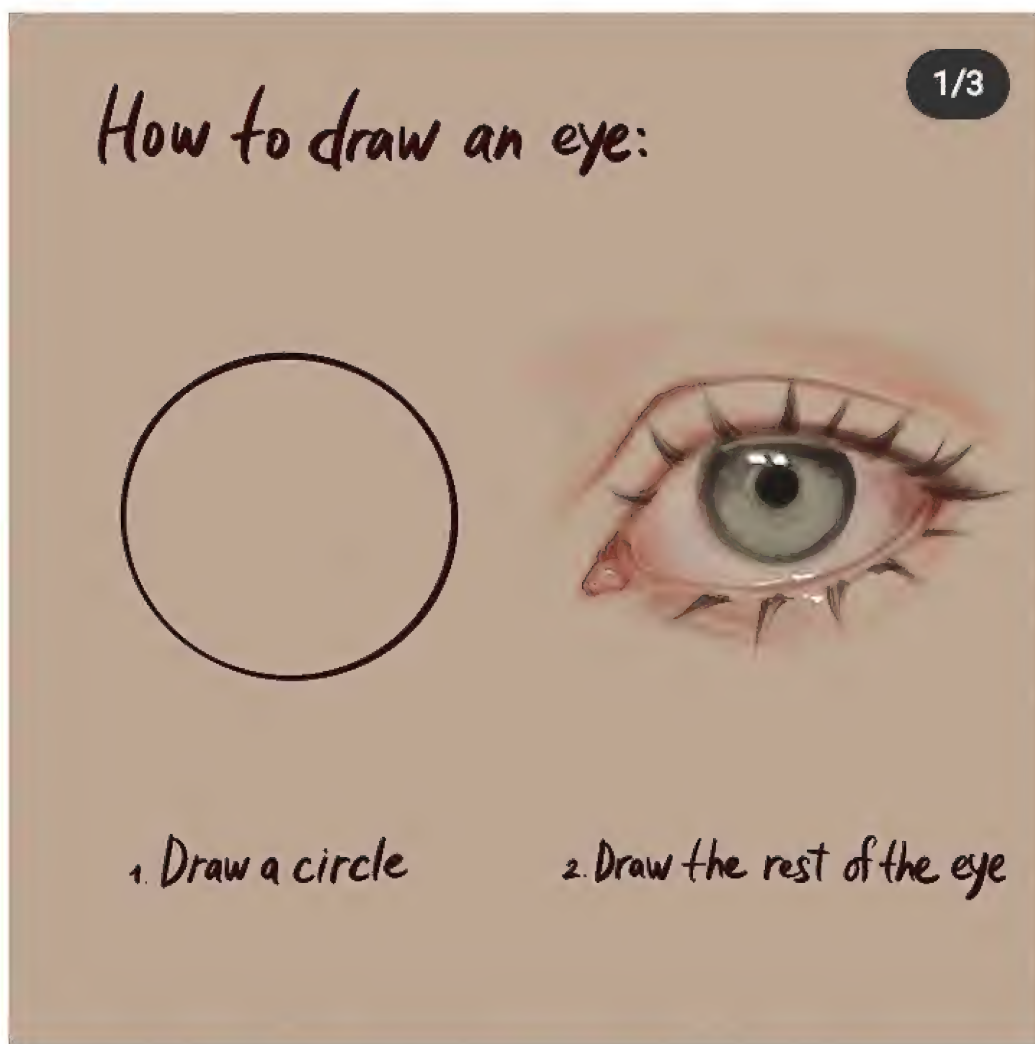 1/3
How to draw an eye:
1. Draw a circle
2. Draw the rest of the eye